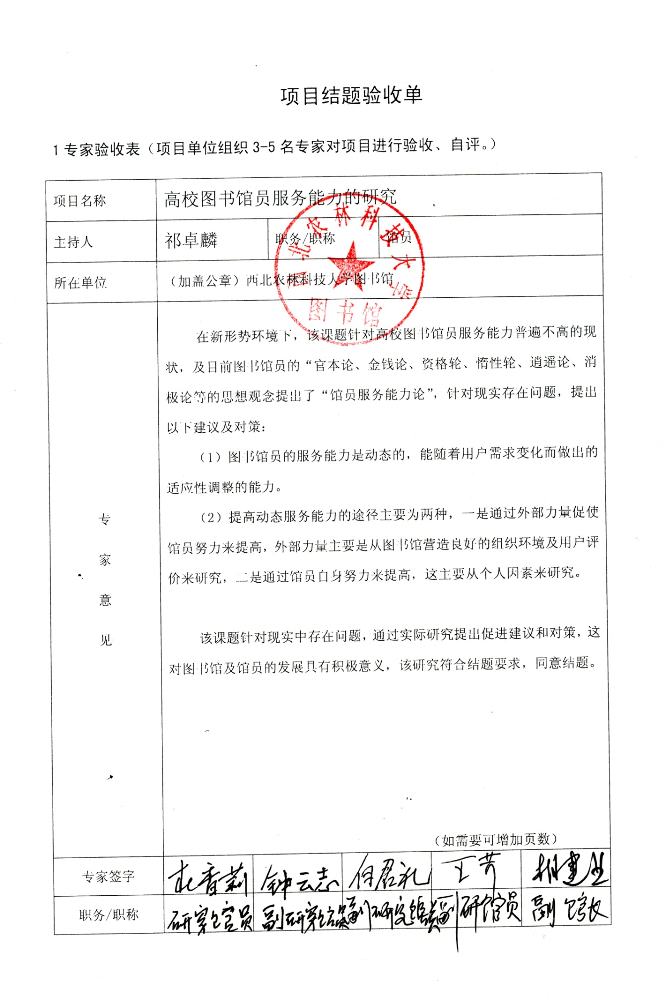 项目结题验收单
1 专家验收表（项目单位组织 3-5 名专家对项目进行验收、自评。）
项目名称 高校图书馆员服务能力的研究
主持人 祁卓麟 职务/职称 馆员
所在单位 （加盖公章）西北农林科技大学图书馆
西北农林科技大学
图书馆
在新形势环境下，该课题针对高校图书馆员服务能力普遍不高的现
状，及目前图书馆员的“官本论、金钱论、资格轮、惰性轮、逍遥论、消
极论等的思想观念提出了“馆员服务能力论”，针对现实存在问题，提出
以下建议及对策：
（1）图书馆员的服务能力是动态的，能随着用户需求变化而做出的
适应性调整的能力。
（2）提高动态服务能力的途径主要为两种，一是通过外部力量促使
馆员努力来提高，外部力量主要是从图书馆营造良好的组织环境及用户评
价来研究，二是通过馆员自身努力来提高，这主要从个人因素来研究。
该课题针对现实中存在问题，通过实际研究提出促进建议和对策，这
对图书馆及馆员的发展具有积极意义，该研究符合结题要求，同意结题。
专家意见
（如需要可增加页数）
专家签字 杜香莉 钟云志 何君礼 王芳
职务/职称 研究馆员 副研究馆员 副研究馆员 副研馆员 副馆长